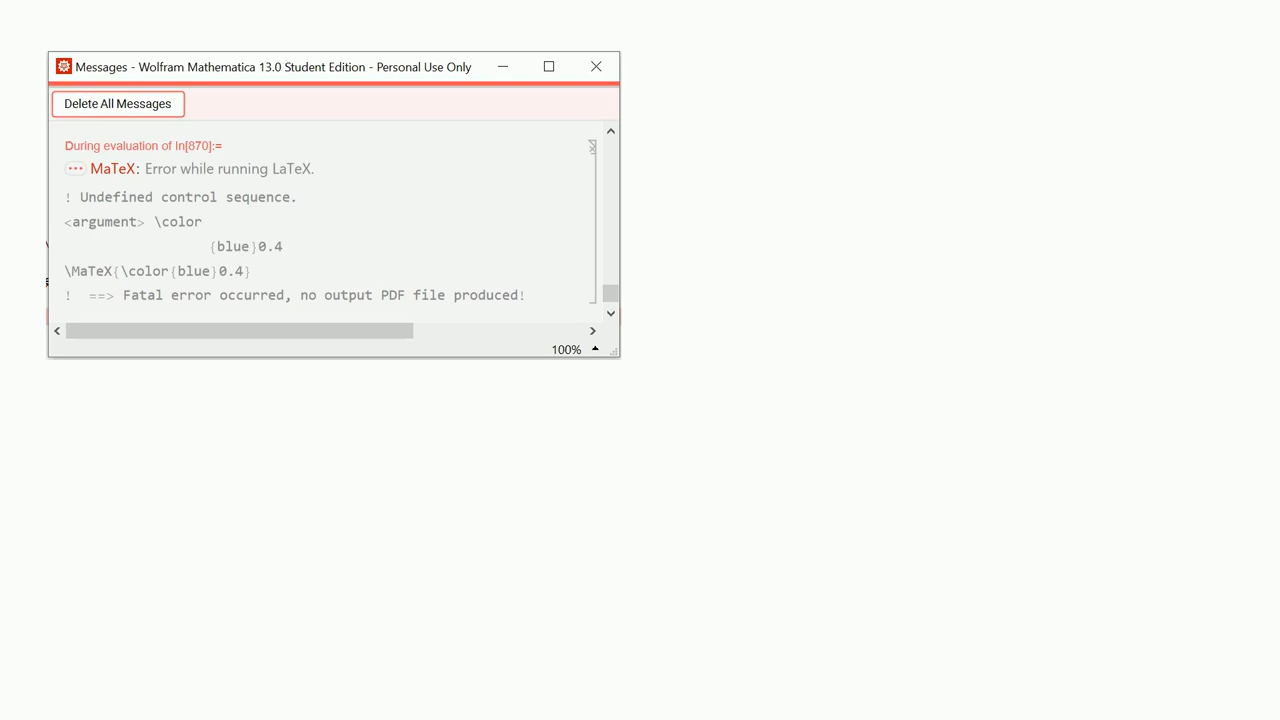 Messages - Wolfram Mathematica 13.0 Student Edition - Personal Use Only
Delete All Messages
During evaluation of In[870]:=
MaTeX: Error while running LaTeX.
! Undefined control sequence.
<argument> \color
{blue}0.4
\MaTeX{\color{blue}0.4}
!  ==> Fatal error occurred, no output PDF file produced!
100%